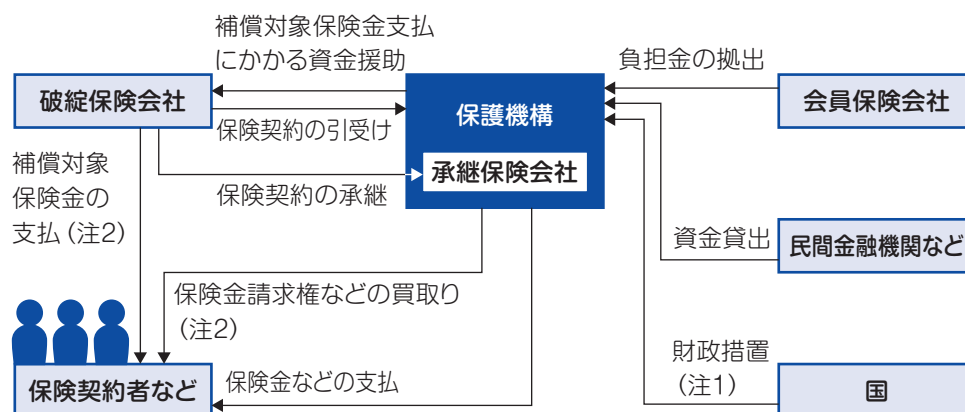 補償対象保険金支払
にかかる資金援助
負担金の拠出
破綻保険会社
保護機構
会員保険会社
保険契約の引受け
補償対象
保険金の
支払(注2)
承継保険会社
保険契約の承継
資金貸出
民間金融機関など
保険金請求権などの買取り
(注2)
財政措置
(注1)
保険契約者など
保険金などの支払
国